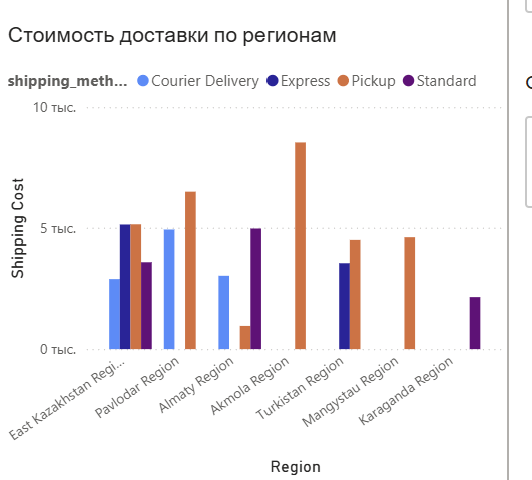 Стоимость доставки по регионам
shipping_meth... Courier Delivery Express Pickup Standard
10 тыс.
5 тыс.
0 тыс.
Shipping Cost
East Kazakhstan Regi...
Pavlodar Region
Almaty Region
Akmola Region
Turkistan Region
Mangystau Region
Karaganda Region
Region